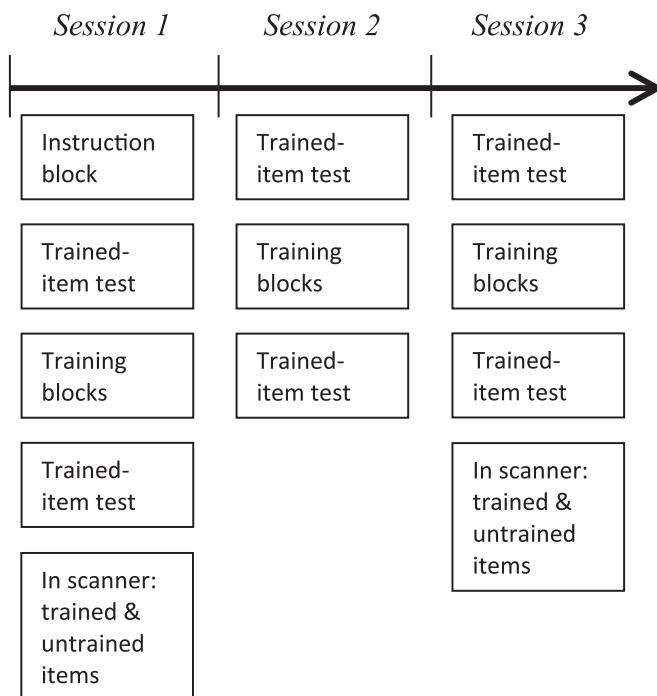 Session 1
Session 2
Session 3
Instruction
block
Trained-
item test
Training
blocks
Trained-
item test
In scanner:
trained &
untrained
items
Trained-
item test
Training
blocks
Trained-
item test
Trained-
item test
Training
blocks
Trained-
item test
In scanner:
trained &
untrained
items